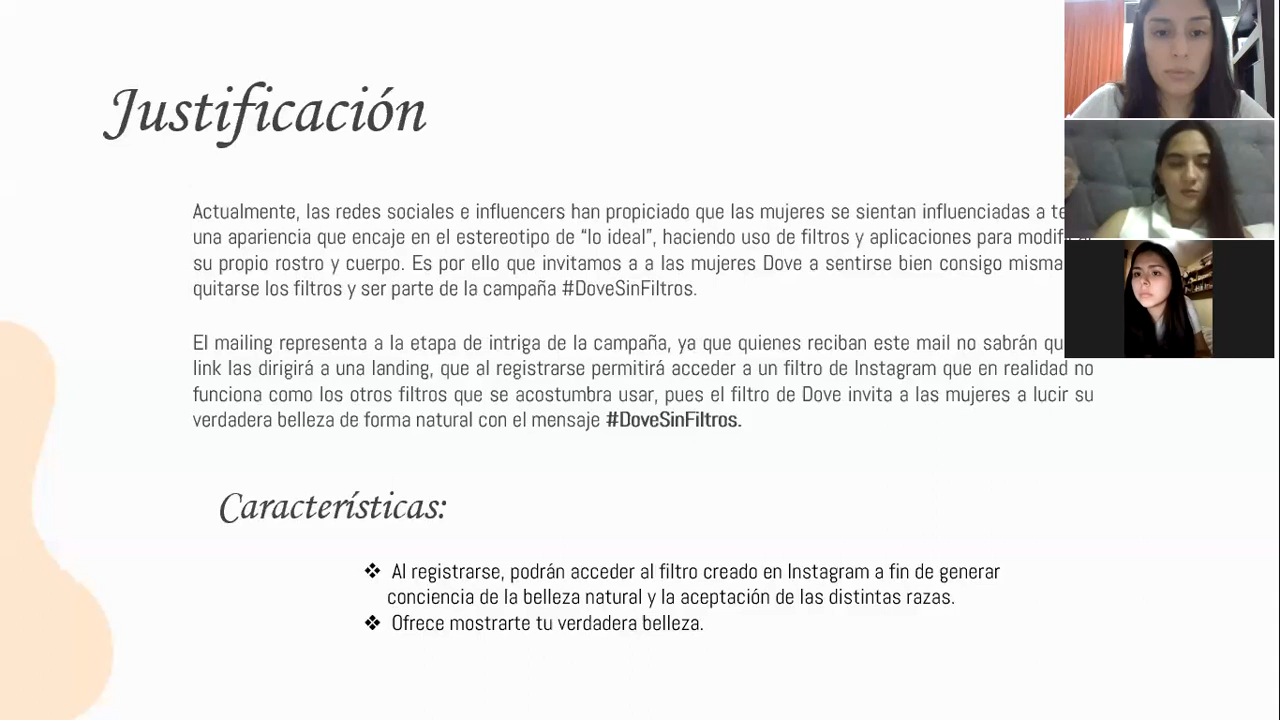 Justificación
Actualmente, las redes sociales e influencers han propiciado que las mujeres se sientan influenciadas a
una apariencia que encaje en el estereotipo de “lo ideal”, haciendo uso de filtros y aplicaciones para
su propio rostro y cuerpo. Es por ello que invitamos a a las mujeres Dove a sentirse bien consigo misma
quitarse los filtros y ser parte de la campaña #DoveSinFiltros.
El mailing representa a la etapa de intriga de la campaña, ya que quienes reciban este mail no sabrán
link las dirigirá a una landing, que al registrarse permitirá acceder a un filtro de Instagram que en realidad no
funciona como los otros filtros que se acostumbra usar, pues el filtro de Dove invita a las mujeres a lucir su
verdadera belleza de forma natural con el mensaje #DoveSinFiltros.
Características:
❖ Al registrarse, podrán acceder al filtro creado en Instagram a fin de generar
conciencia de la belleza natural y la aceptación de las distintas razas.
❖ Ofrece mostrarte tu verdadera belleza.